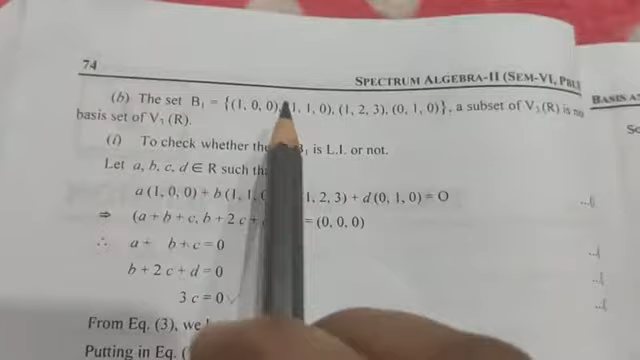 74
SPECTRUM ALGEBRA-II (SEM-VI,
BASIS
(b) The set B₁ = {(1, 0, 0), (1, 1, 0), (1, 2, 3), (0, 1, 0)}, a subset of V₃(R) is
basis set of V₃ (R).
(i) To check whether the is L.I. or not.
Let a, b, c, d ∈ R such
a (1, 0, 0) + b (1, 1, 1, 2, 3) + d (0, 1, 0) = O
⇒ (a + b + c, b + 2 c + = (0, 0, 0)
∴ a + b + c = 0
b + 2 c + d = 0
3 c = 0
From Eq. (3), we
Putting in Eq. (